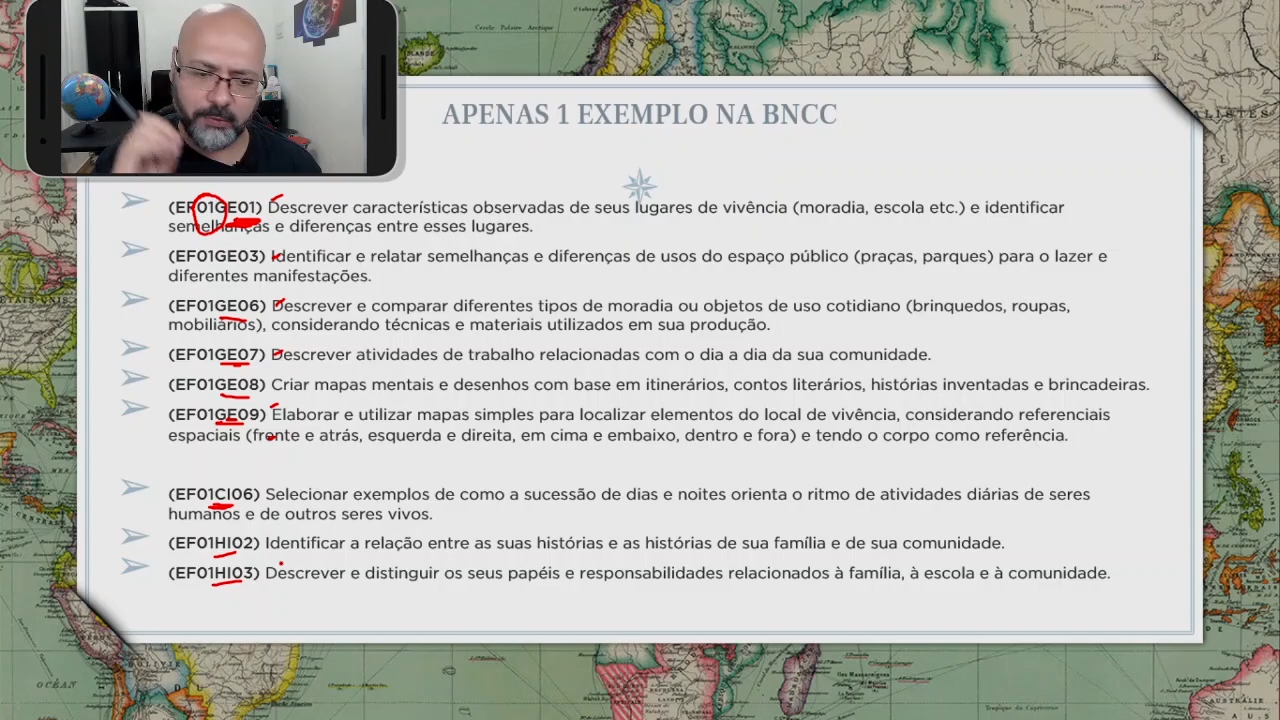 APENAS 1 EXEMPLO NA BNCC
(EF01GE01) Descrever características observadas de seus lugares de vivência (moradia, escola etc.) e identificar
semelhanças e diferenças entre esses lugares.
(EF01GE03) Identificar e relatar semelhanças e diferenças de usos do espaço público (praças, parques) para o lazer e
diferentes manifestações.
(EF01GE06) Descrever e comparar diferentes tipos de moradia ou objetos de uso cotidiano (brinquedos, roupas,
mobiliários), considerando técnicas e materiais utilizados em sua produção.
(EF01GE07) Descrever atividades de trabalho relacionadas com o dia a dia da sua comunidade.
(EF01GE08) Criar mapas mentais e desenhos com base em itinerários, contos literários, histórias inventadas e brincadeiras.
(EF01GE09) Elaborar e utilizar mapas simples para localizar elementos do local de vivência, considerando referenciais
espaciais (frente e atrás, esquerda e direita, em cima e embaixo, dentro e fora) e tendo o corpo como referência.
(EF01CI06) Selecionar exemplos de como a sucessão de dias e noites orienta o ritmo de atividades diárias de seres
humanos e de outros seres vivos.
(EF01HI02) Identificar a relação entre as suas histórias e as histórias de sua família e de sua comunidade.
(EF01HI03) Descrever e distinguir os seus papéis e responsabilidades relacionados à família, à escola e à comunidade.
OCÉAN